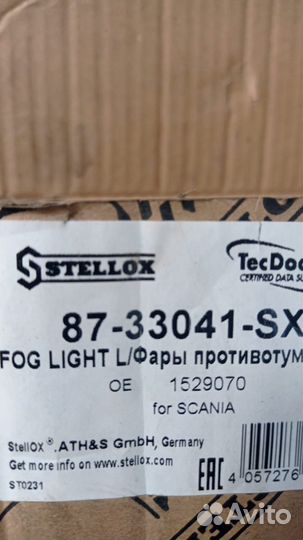 STELLOX
TecDoc
CERTIFIED DATA SU
87-33041-SX
FOG LIGHT L/Фары противотум
OE 1529070
for SCANIA
StellOX ®, ATH&S GmbH, Germany
Get more info on www.stellox.com
ST0231
EAC
4 057276
Avito